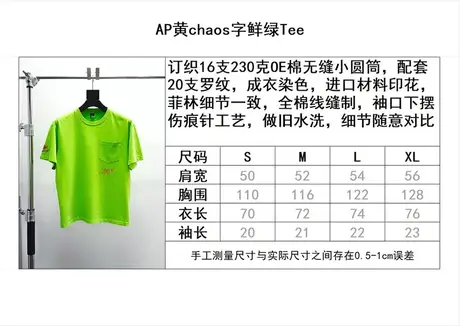 AP黄chaos字鲜绿Tee
订织16支230克OE棉无缝小圆筒，配套
20支罗纹，成衣染色，进口材料印花，
菲林细节一致，全棉线缝制，袖口下摆
伤痕针工艺，做旧水洗，细节随意对比
尺码 S M L XL
肩宽 50 52 54 56
胸围 110 116 122 128
衣长 70 72 74 76
袖长 20 21 22 23
手工测量尺寸与实际尺寸之间存在0.5-1cm误差